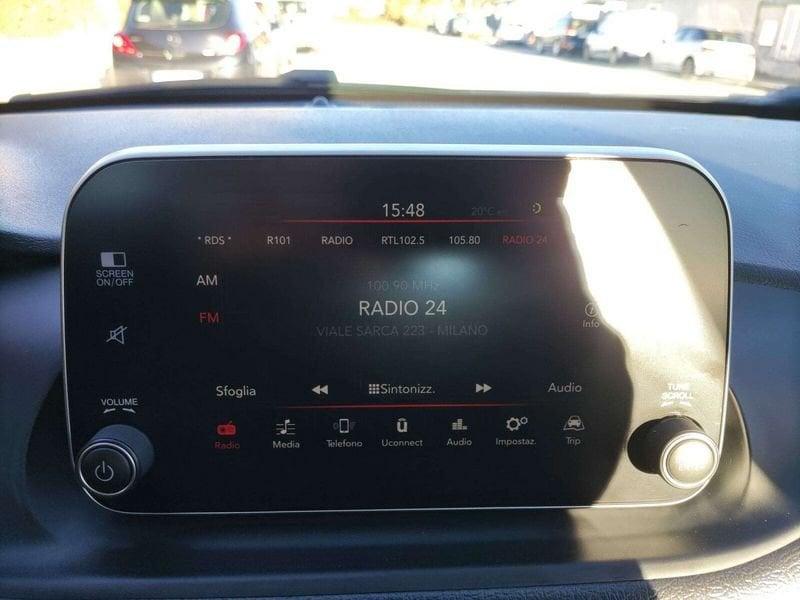 15:48 20°C
* RDS * R101 RADIO RTL102.5 105.80 RADIO 24
SCREEN
ON/OFF
AM
100.90 MHz
RADIO 24
FM
VIALE SARCA 223 - MILANO
Info
Sfoglia Sintonizz. Audio
VOLUME
TUNE
SCROLL
Radio Media Telefono Uconnect Audio Impostaz. Trip